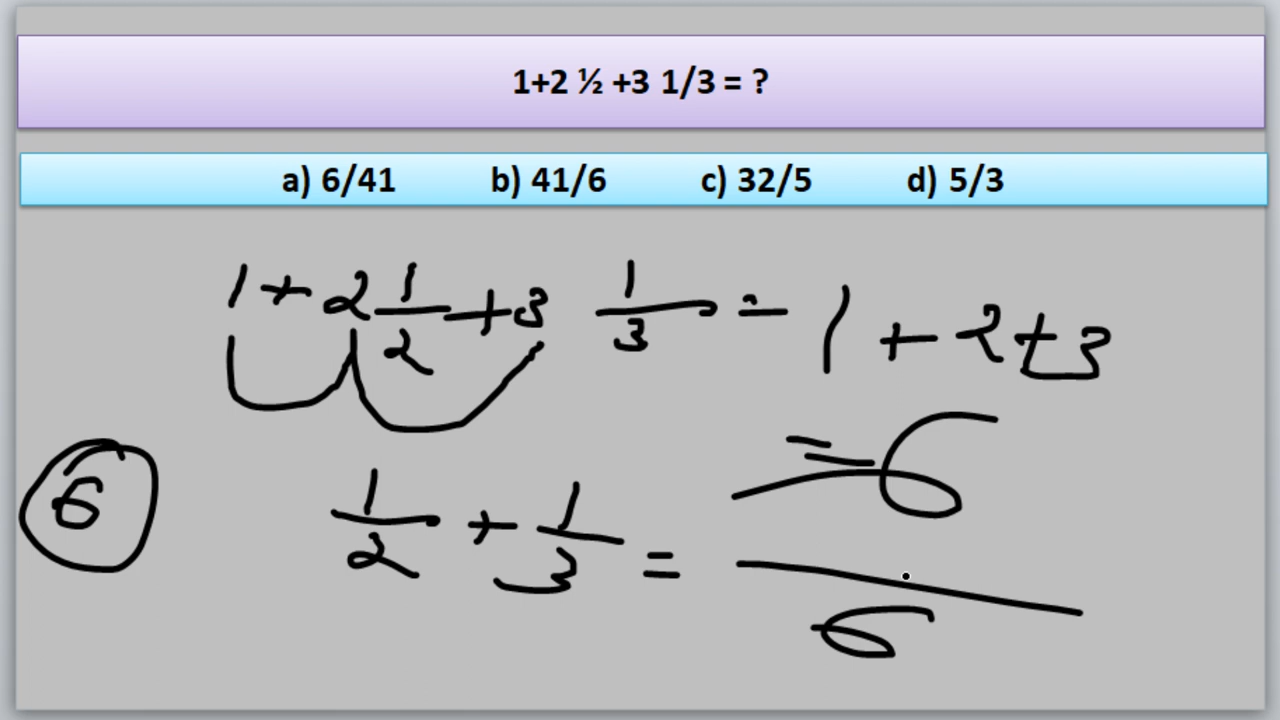 1+2 ½ +3 1/3 = ?
a) 6/41 b) 41/6 c) 32/5 d) 5/3
1 + 2 1/2 + 3 1/3 = 1 + 2 + 3
= 6
6
1/2 + 1/3 = /6